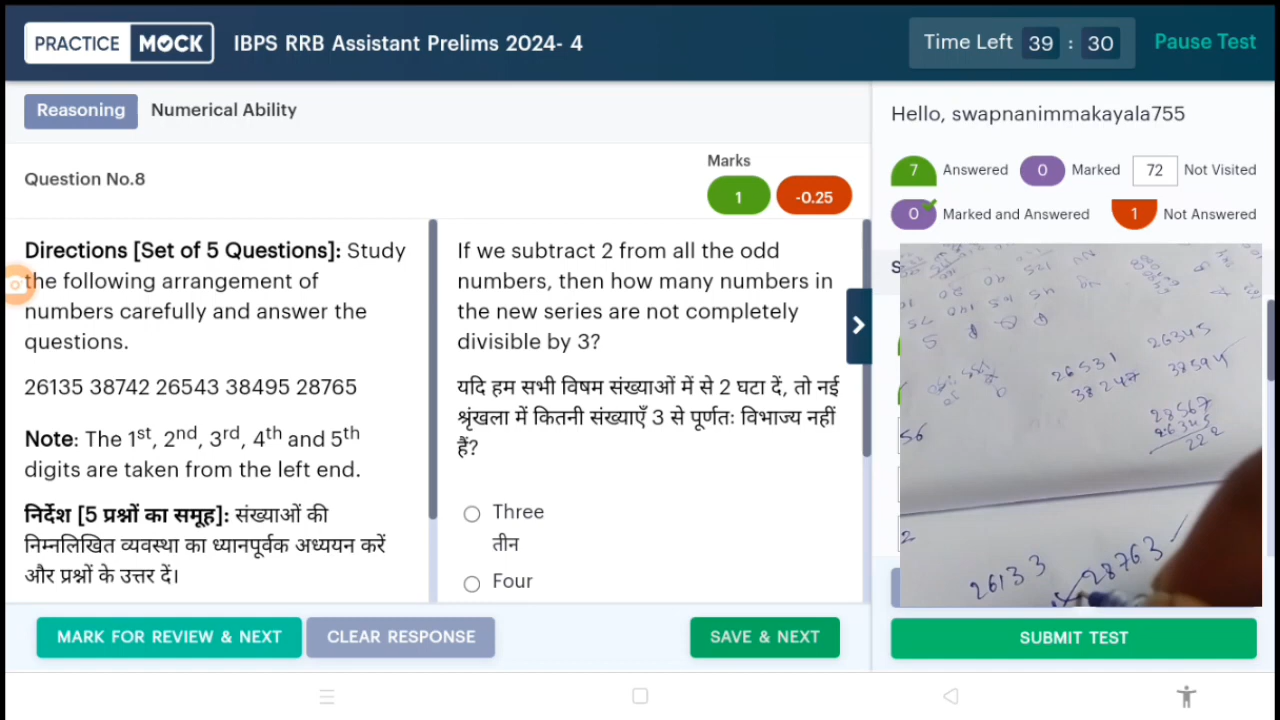 PRACTICE MOCK
IBPS RRB Assistant Prelims 2024- 4
Time Left 39 : 30
Pause Test
Reasoning Numerical Ability
Hello, swapnanimmakayala755
Question No.8
Marks
1 -0.25
7 Answered 0 Marked 72 Not Visited
0 Marked and Answered 1 Not Answered
Directions [Set of 5 Questions]: Study
the following arrangement of
numbers carefully and answer the
questions.
26135 38742 26543 38495 28765
Note: The 1st, 2nd, 3rd, 4th and 5th
digits are taken from the left end.
निर्देश [5 प्रश्नों का समूह]: संख्याओं की
निम्नलिखित व्यवस्था का ध्यानपूर्वक अध्ययन करें
और प्रश्नों के उत्तर दें।
If we subtract 2 from all the odd
numbers, then how many numbers in
the new series are not completely
divisible by 3?
यदि हम सभी विषम संख्याओं में से 2 घटा दें, तो नई
श्रृंखला में कितनी संख्याएँ 3 से पूर्णतः विभाज्य नहीं
हैं?
Three
तीन
Four
26531 26345
38247 38594
28567
26345
222
56
26133 28763
MARK FOR REVIEW & NEXT
CLEAR RESPONSE
SAVE & NEXT
SUBMIT TEST